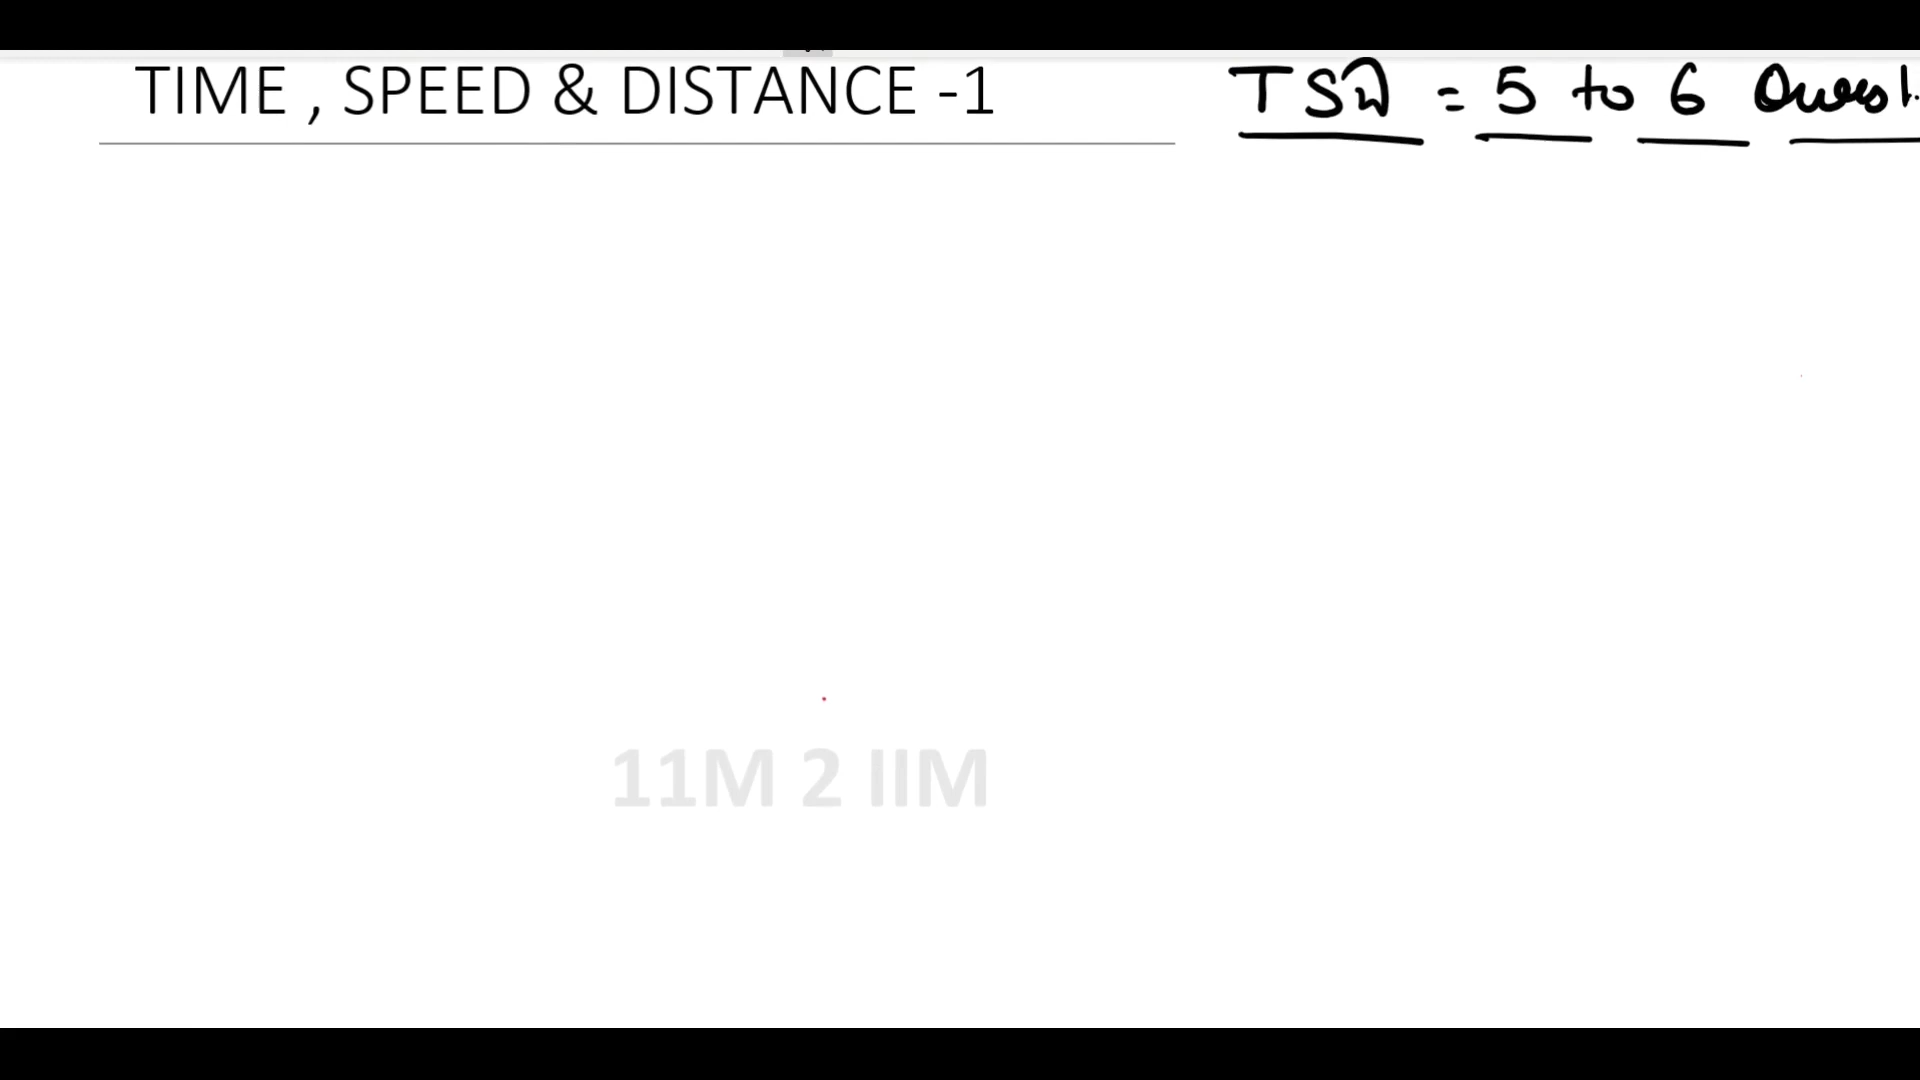 TIME , SPEED & DISTANCE -1
TSD = 5 to 6 Quest.
11M 2 IIM